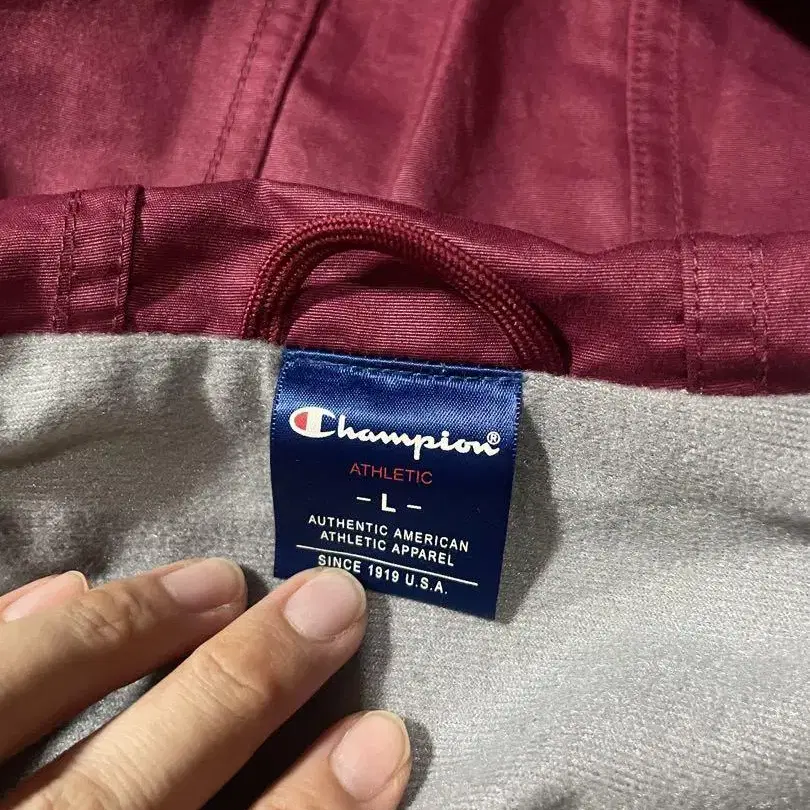 Champion®
ATHLETIC
- L -
AUTHENTIC AMERICAN
ATHLETIC APPAREL
SINCE 1919 U.S.A.